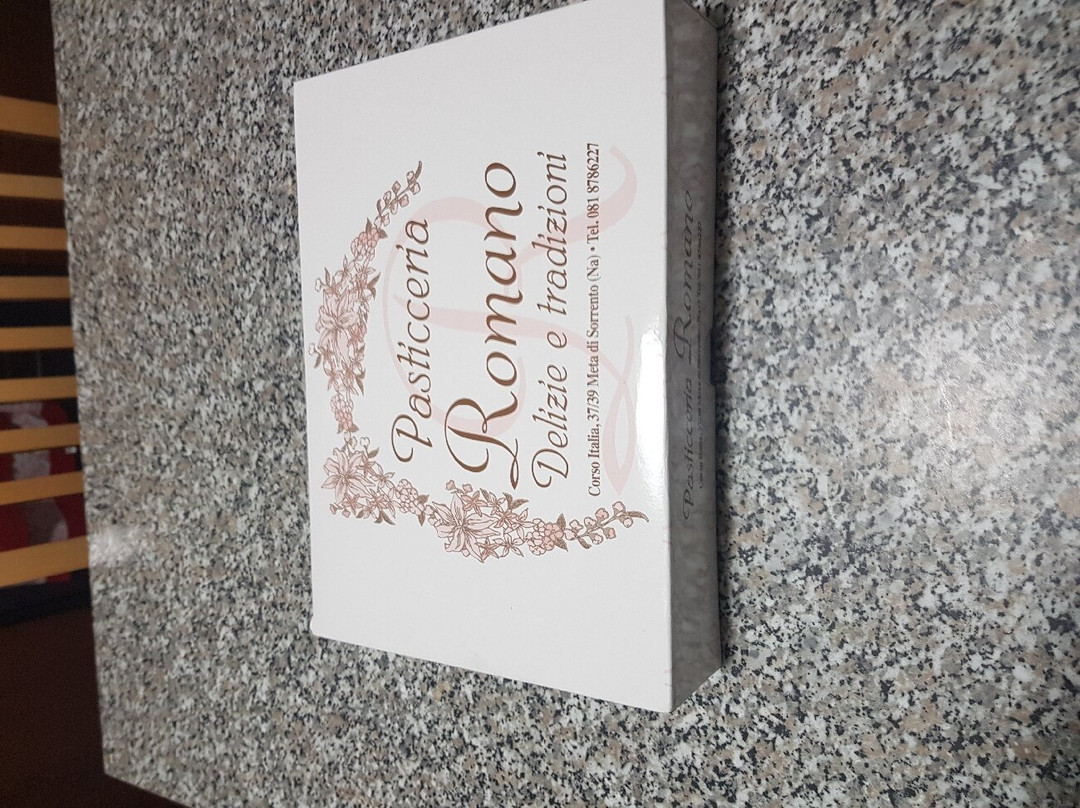 Pasticceria
Romano
Delizie e tradizioni
Corso Italia, 37/39 Meta di Sorrento (Na) • Tel. 081 8786227
Pasticceria Romano